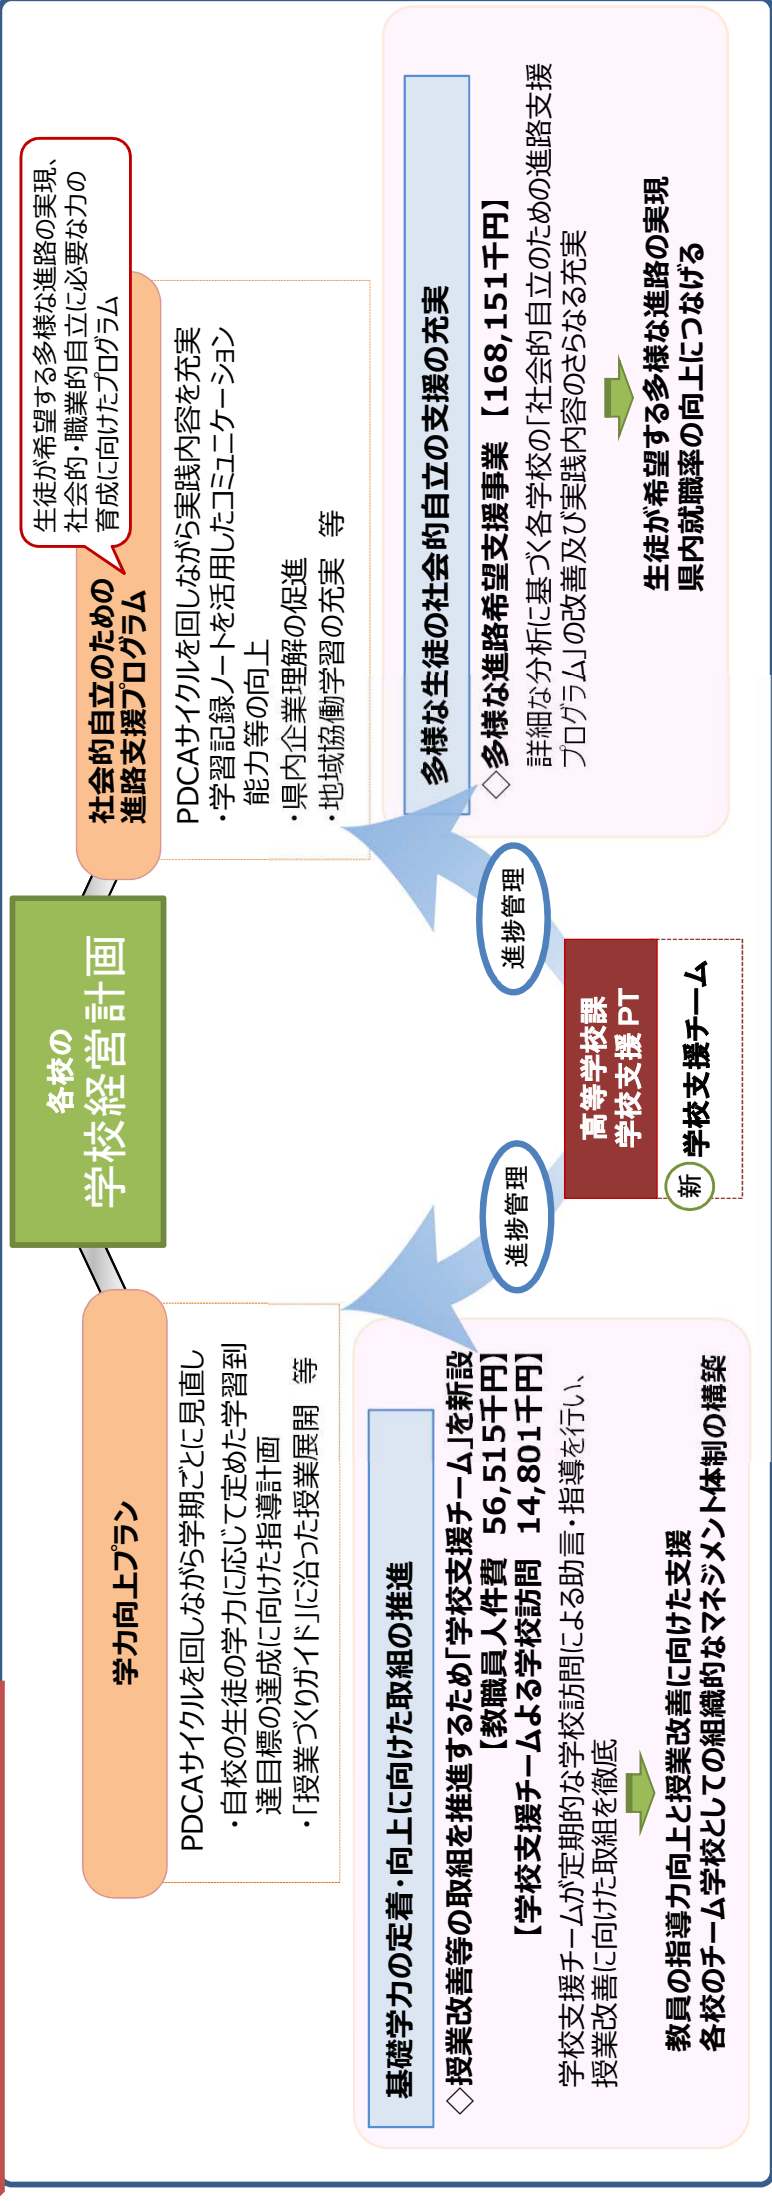 各校の
学校経営計画
学力向上プラン
PDCAサイクルを回しながら学期ごとに見直し
・自校の生徒の学力に応じて定めた学習到
達目標の達成に向けた指導計画
・「授業づくりガイド」に沿った授業展開　等
社会的自立のための
進路支援プログラム
生徒が希望する多様な進路の実現、
社会的・職業的自立に必要な力の
育成に向けたプログラム
PDCAサイクルを回しながら実践内容を充実
・学習記録ノートを活用したコミュニケーション
能力等の向上
・県内企業理解の促進
・地域協働学習の充実　等
基礎学力の定着・向上に向けた取組の推進
◇授業改善等の取組を推進するため「学校支援チーム」を新設
【教職員人件費　56,515千円】
【学校支援チームよる学校訪問　14,801千円】
学校支援チームが定期的な学校訪問による助言・指導を行い、
授業改善に向けた取組を徹底
教員の指導力向上と授業改善に向けた支援
各校のチーム学校としての組織的なマネジメント体制の構築
進捗管理
進捗管理
高等学校課
学校支援PT
新 学校支援チーム
多様な生徒の社会的自立の支援の充実
◇多様な進路希望支援事業　【168,151千円】
詳細な分析に基づく各学校の「社会的自立のための進路支援
プログラム」の改善及び実践内容のさらなる充実
生徒が希望する多様な進路の実現
県内就職率の向上につなげる